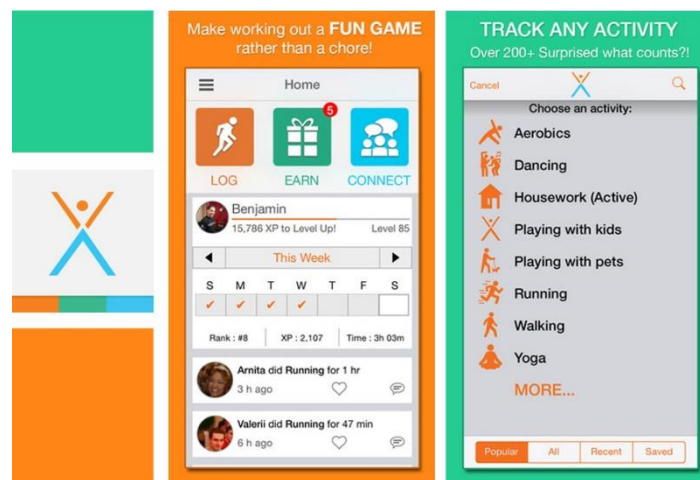 Make working out a FUN GAME
rather than a chore!
Home
5
LOG EARN CONNECT
Benjamin
15,786 XP to Level Up! Level 85
This Week
S M T W T F S
Rank : #8 XP : 2,107 Time : 3h 03m
Arnita did Running for 1 hr
3 h ago
Valerii did Running for 47 min
6 h ago
TRACK ANY ACTIVITY
Over 200+ Surprised what counts?!
Cancel
Choose an activity:
Aerobics
Dancing
Housework (Active)
Playing with kids
Playing with pets
Running
Walking
Yoga
MORE...
Popular All Recent Saved